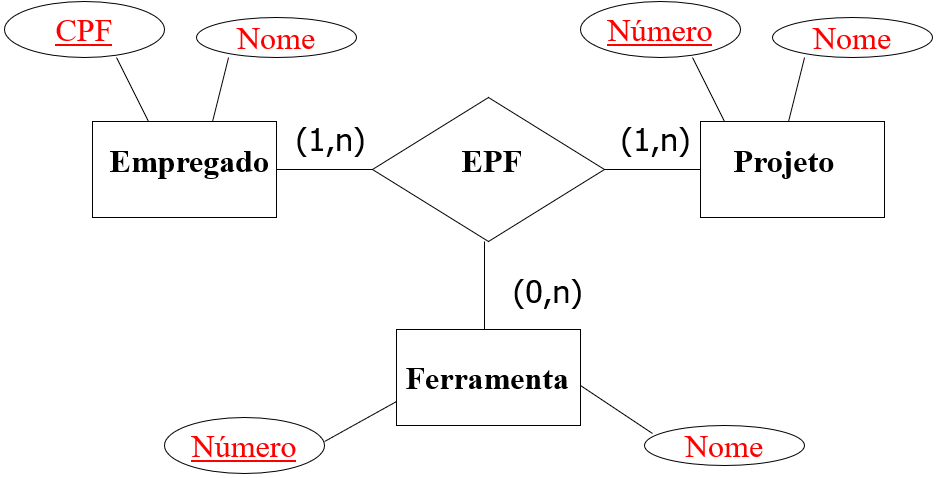 CPF
Nome
Número
Nome
Empregado
(1,n)
EPF
(1,n)
Projeto
(0,n)
Ferramenta
Número
Nome